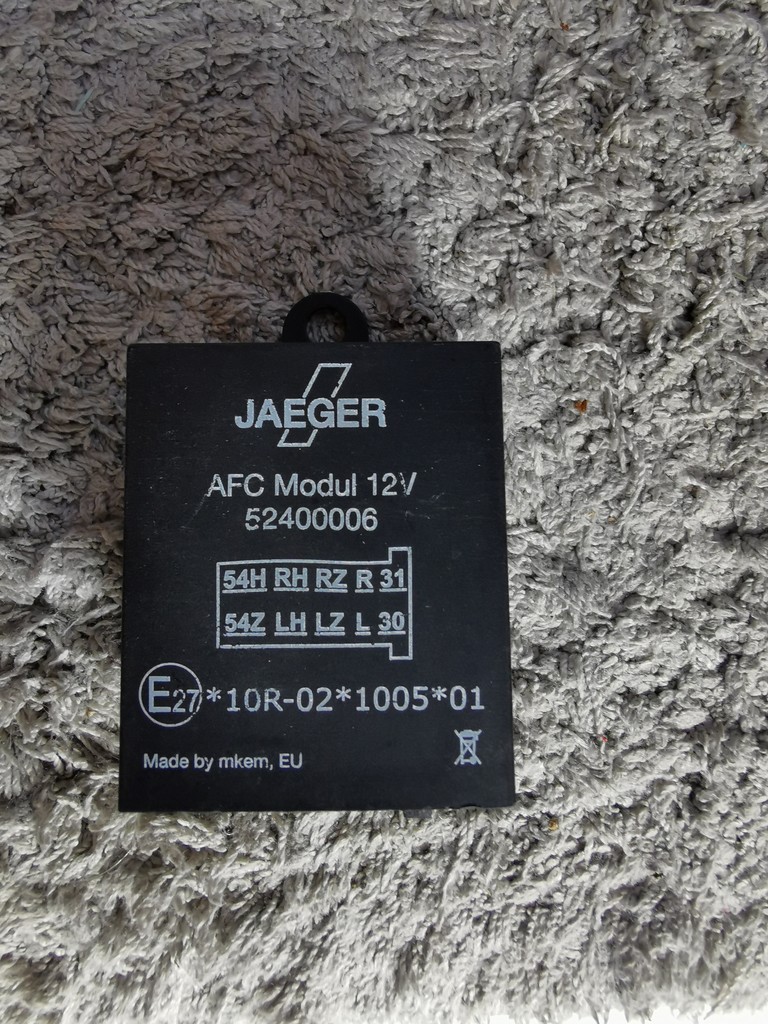 JAEGER
AFC Modul 12V
52400006
54H RH RZ R 31
54Z LH LZ L 30
E27*10R-02*1005*01
Made by mkem, EU